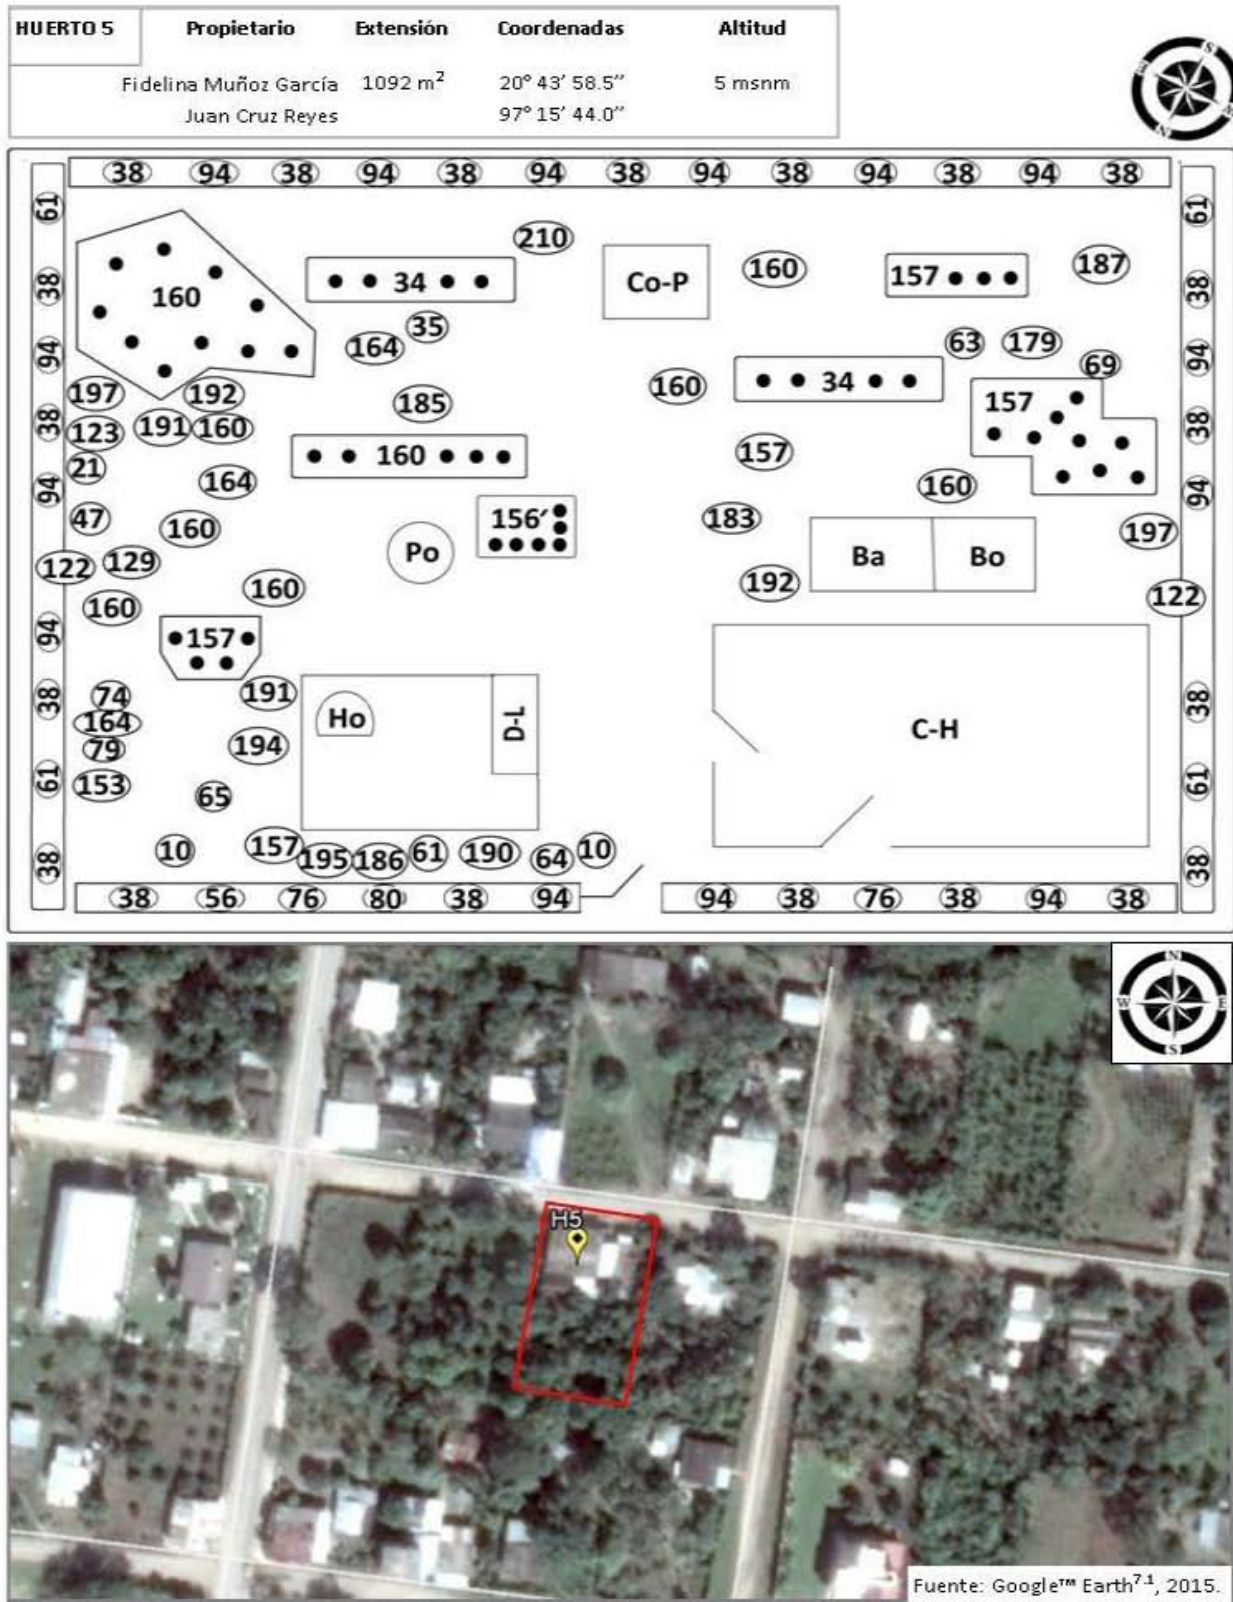 HUERTO 5 Propietario Extensión Coordenadas Altitud
Fidelina Muñoz García 1092 m² 20° 43’ 58.5’’ 5 msnm
Juan Cruz Reyes 97° 15’ 44.0’’
38 94 38 94 38 94 38 94 38 94 38 94 38
61 61
210
160 34 Co-P 160 157 187
38 38
35
164 63 179
94 94
69
197 192 185 160 34 157
123 191 160
38 38
160 157
21 164 160
94 94
47 160 156’ 183 197
122 129 Po Ba Bo
160 160 192 122
94 157
74 191
38 38
164 Ho D-L C-H
79 194
61 153 65 61
10 157 195 186 61 190 64 10
38 38
38 56 76 80 38 94 94 38 76 38 94 38
N
W E
S
H5
Fuente: Google™ Earth⁷·¹, 2015.